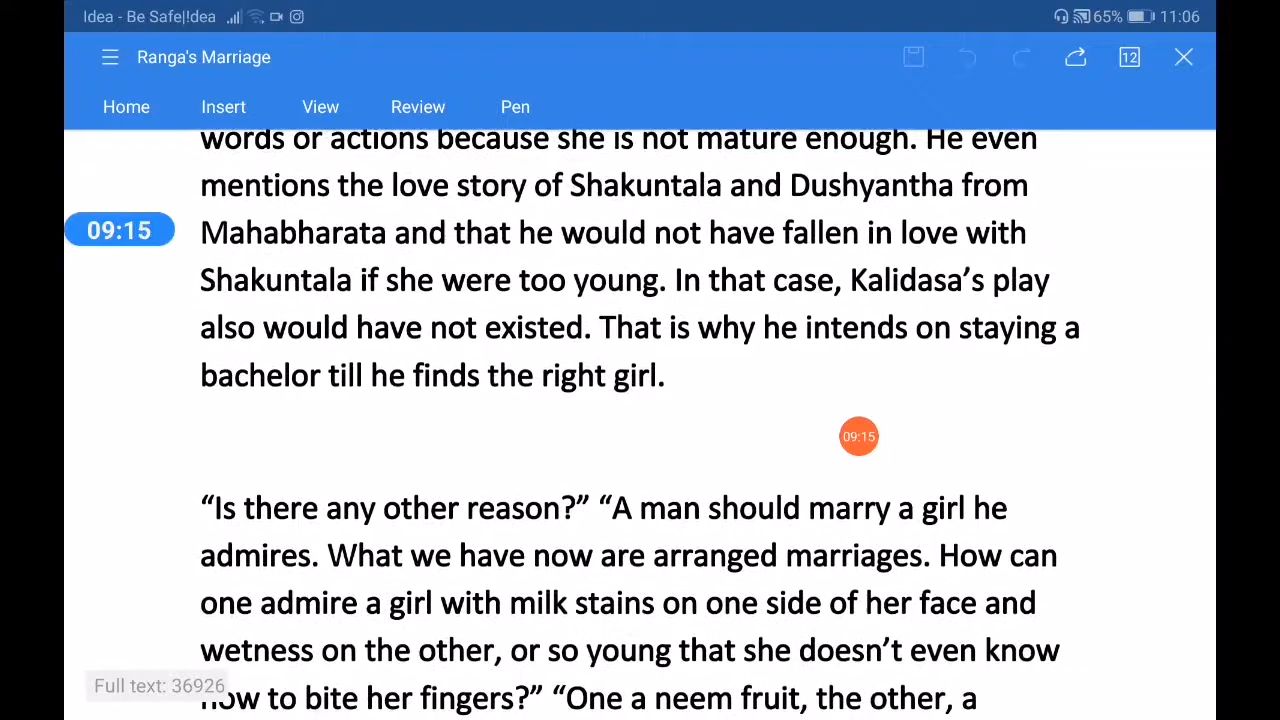 Idea - Be Safe|!dea 65% 11:06
Ranga's Marriage 12
Home Insert View Review Pen
words or actions because she is not mature enough. He even
mentions the love story of Shakuntala and Dushyantha from
09:15
Mahabharata and that he would not have fallen in love with
Shakuntala if she were too young. In that case, Kalidasa’s play
also would have not existed. That is why he intends on staying a
bachelor till he finds the right girl.
09:15
“Is there any other reason?” “A man should marry a girl he
admires. What we have now are arranged marriages. How can
one admire a girl with milk stains on one side of her face and
wetness on the other, or so young that she doesn’t even know
Full text: 36926
how to bite her fingers?” “One a neem fruit, the other, a